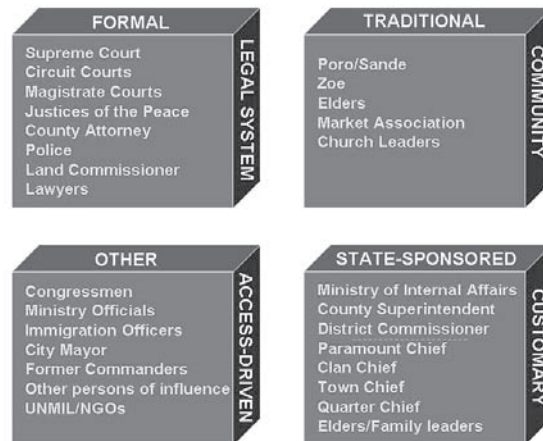 FORMAL
LEGAL SYSTEM
Supreme Court
Circuit Courts
Magistrate Courts
Justices of the Peace
County Attorney
Police
Land Commissioner
Lawyers
TRADITIONAL
COMMUNITY
Poro/Sande
Zoe
Elders
Market Association
Church Leaders
OTHER
ACCESS-DRIVEN
Congressmen
Ministry Officials
Immigration Officers
City Mayor
Former Commanders
Other persons of influence
UNMIL/NGOs
STATE-SPONSORED
CUSTOMARY
Ministry of Internal Affairs
County Superintendent
District Commissioner
Paramount Chief
Clan Chief
Town Chief
Quarter Chief
Elders/Family leaders